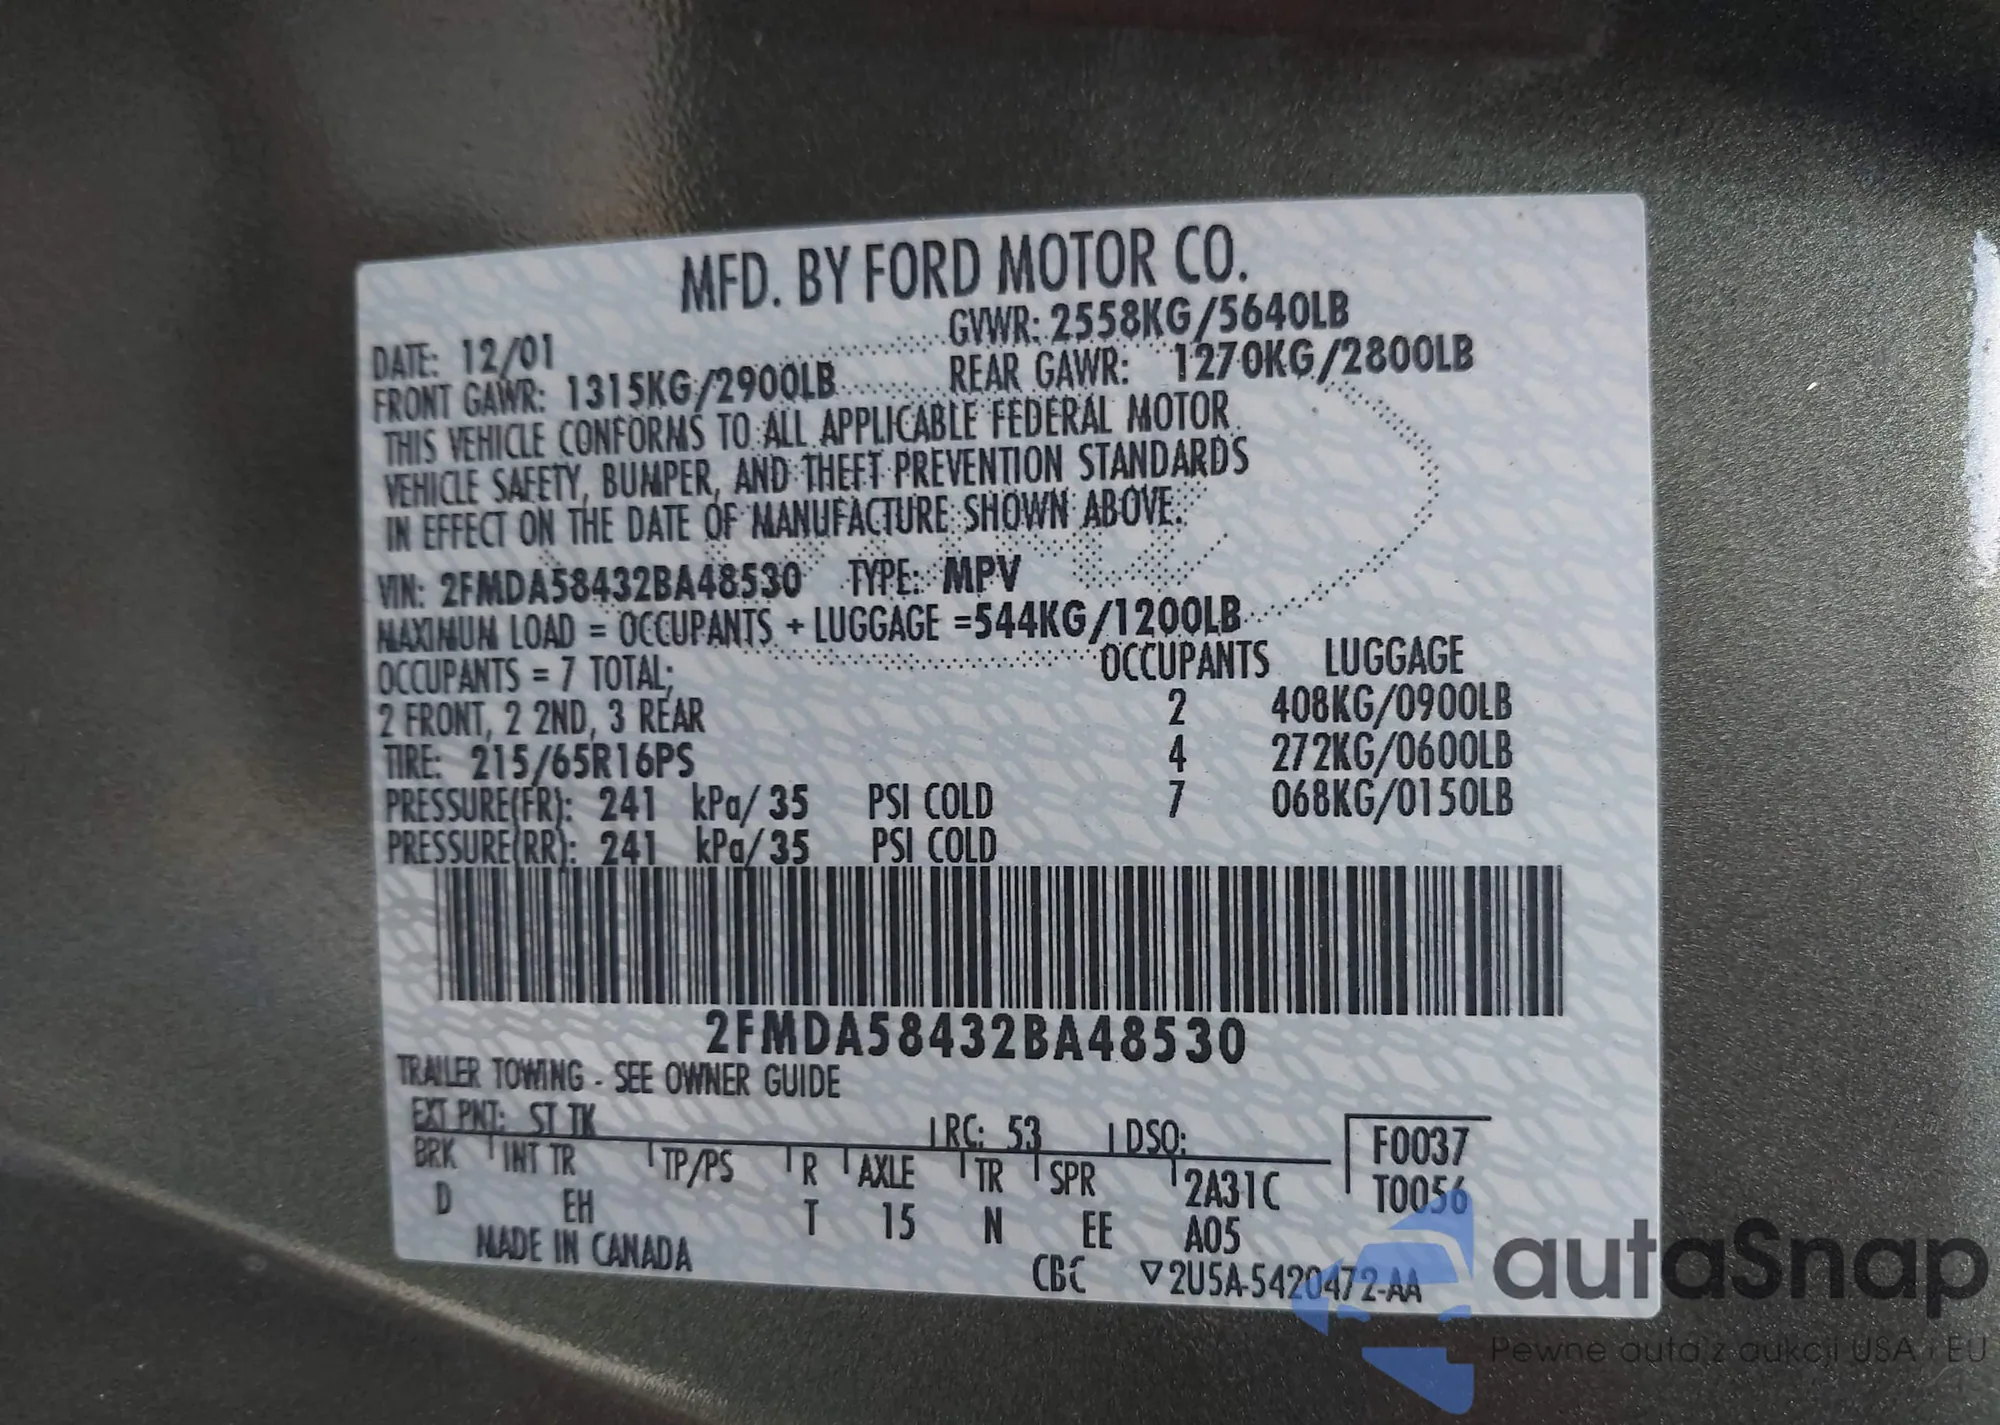 MFD. BY FORD MOTOR CO.
DATE: 12/01 GVWR: 2558KG/5640LB
FRONT GAWR: 1315KG/2900LB REAR GAWR: 1270KG/2800LB
THIS VEHICLE CONFORMS TO ALL APPLICABLE FEDERAL MOTOR
VEHICLE SAFETY, BUMPER, AND THEFT PREVENTION STANDARDS
IN EFFECT ON THE DATE OF MANUFACTURE SHOWN ABOVE.
VIN: 2FMDA58432BA48530 TYPE: MPV
MAXIMUM LOAD = OCCUPANTS + LUGGAGE =544KG/1200LB
OCCUPANTS = 7 TOTAL; OCCUPANTS LUGGAGE
2 FRONT, 2 2ND, 3 REAR 2 408KG/0900LB
TIRE: 215/65R16PS 4 272KG/0600LB
PRESSURE(FR): 241 kPa/ 35 PSI COLD 7 068KG/0150LB
PRESSURE(RR): 241 kPa/ 35 PSI COLD
2FMDA58432BA48530
TRAILER TOWING - SEE OWNER GUIDE
EXT PNT: ST TK RC: 53 DSO: F0037
BRK INT TR TP/PS R AXLE TR SPR 2A31C T0056
D EH T 15 N EE A05
MADE IN CANADA CBC ▽2U5A-5420472-AA
autaSnap
Pewne auta z aukcji USA i EU